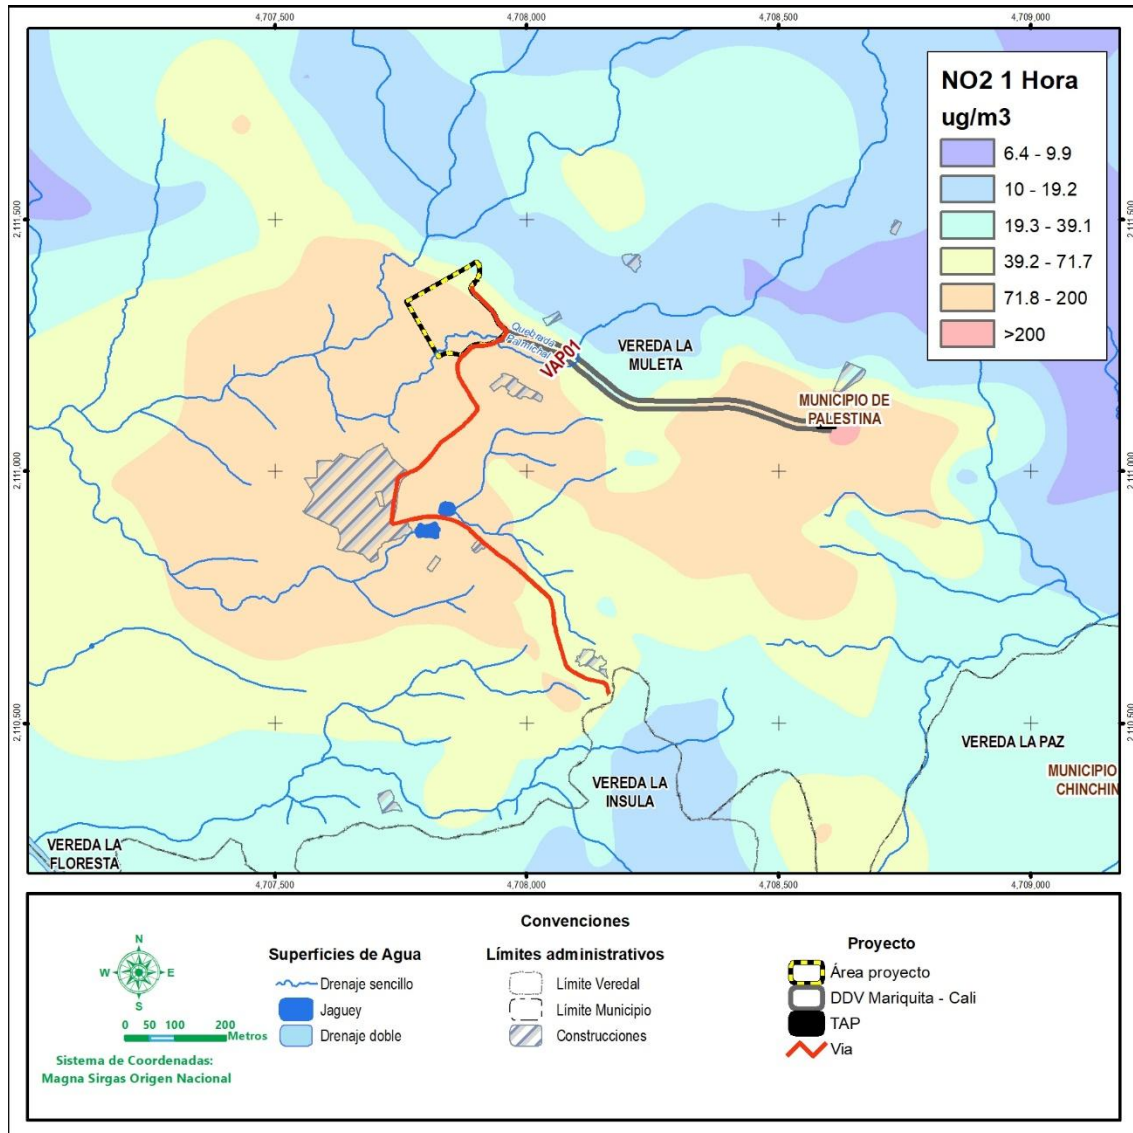 4,707,500
4,708,000
4,708,500
4,709,000
NO2 1 Hora
ug/m3
6.4 - 9.9
10 - 19.2
19.3 - 39.1
39.2 - 71.7
71.8 - 200
>200
2,111,500
2,111,500
Quebrada
Palmichal
VAP01
VEREDA LA
MULETA
MUNICIPIO DE
PALESTINA
2,111,000
2,111,000
2,110,500
2,110,500
VEREDA LA PAZ
MUNICIPIO
CHINCHIN
VEREDA LA
INSULA
VEREDA LA
FLORESTA
4,707,500
4,708,000
4,708,500
4,709,000
Convenciones
N
W
E
S
0 50 100 200
Metros
Sistema de Coordenadas:
Magna Sirgas Origen Nacional
Superficies de Agua
Drenaje sencillo
Jaguey
Drenaje doble
Límites administrativos
Límite Veredal
Límite Municipio
Construcciones
Proyecto
Área proyecto
DDV Mariquita - Cali
TAP
Via